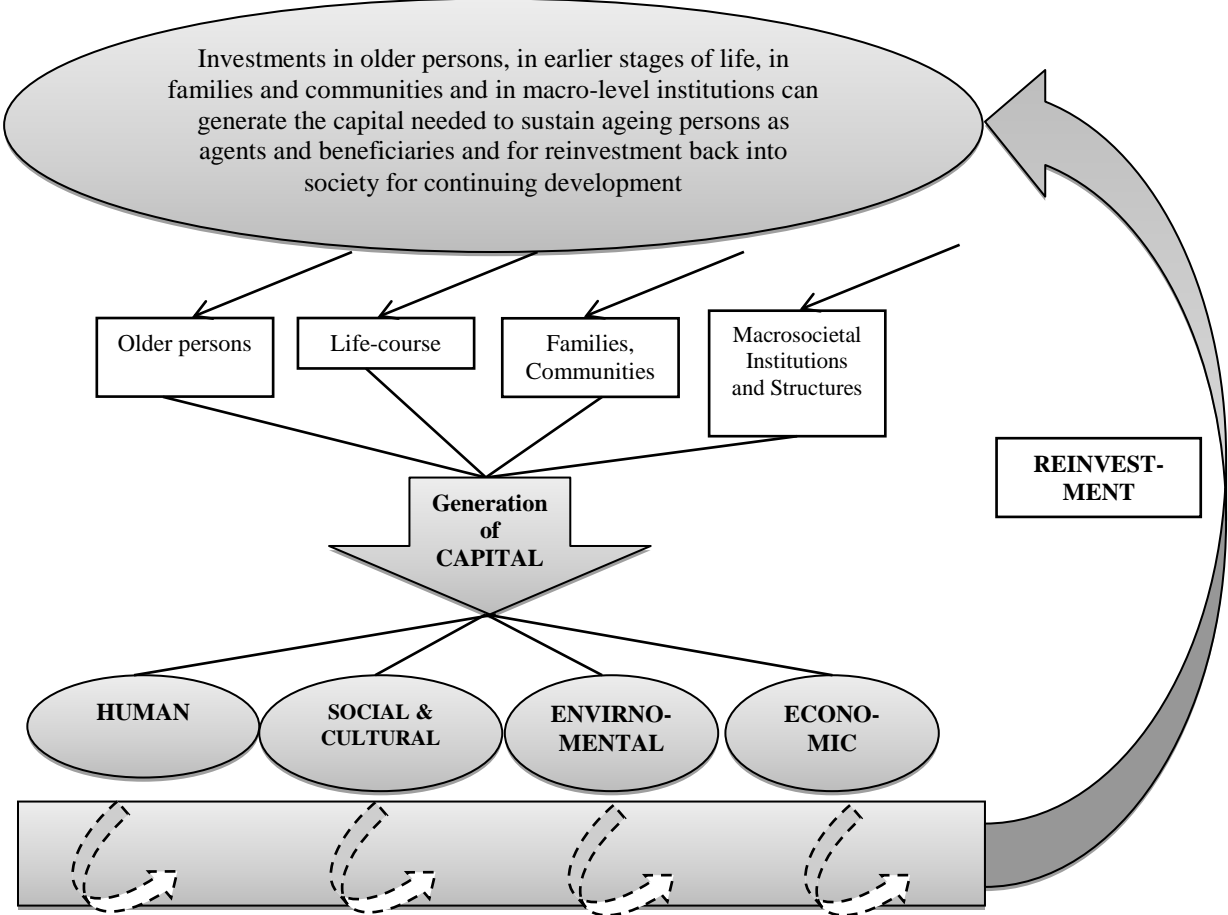 Investments in older persons, in earlier stages of life, in
families and communities and in macro-level institutions can
generate the capital needed to sustain ageing persons as
agents and beneficiaries and for reinvestment back into
society for continuing development
Older persons
Life-course
Families,
Communities
Macrosocietal
Institutions
and Structures
REINVEST-
MENT
Generation
of
CAPITAL
HUMAN
SOCIAL &
CULTURAL
ENVIRNO-
MENTAL
ECONO-
MIC